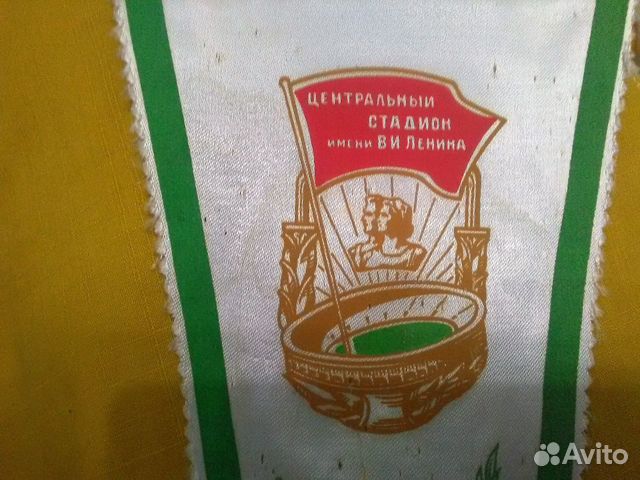 ЦЕНТРАЛЬНЫЙ
СТАДИОН
ИМЕНИ В И ЛЕНИНА
Avito